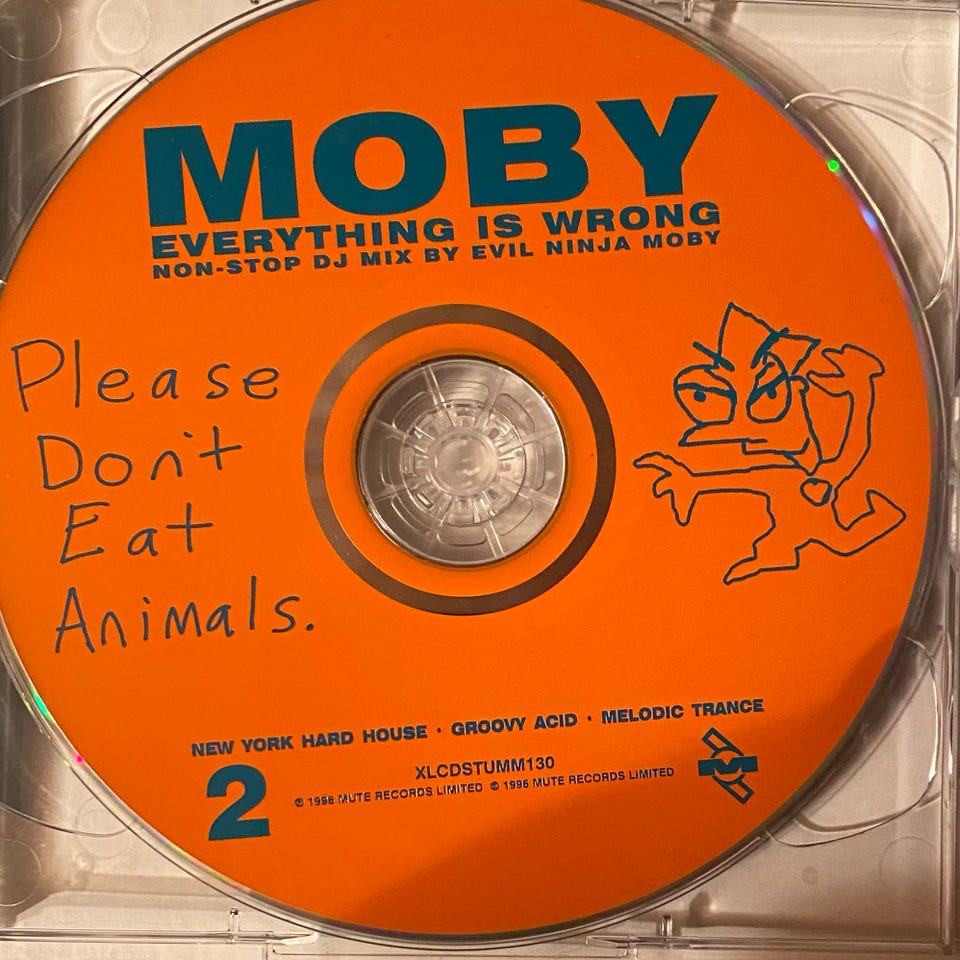 MOBY
EVERYTHING IS WRONG
NON-STOP DJ MIX BY EVIL NINJA MOBY
Please
Don't
Eat
Animals.
NEW YORK HARD HOUSE · GROOVY ACID · MELODIC TRANCE
2
XLCDSTUMM130
℗ 1996 MUTE RECORDS LIMITED © 1996 MUTE RECORDS LIMITED